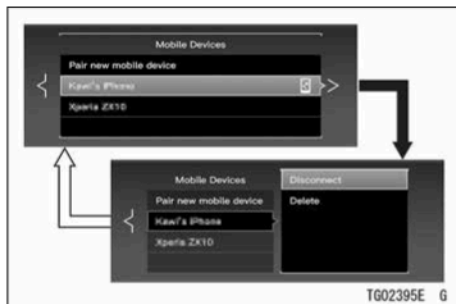 Mobile Devices
Pair new mobile device
Kawi's iPhone
Xperia ZX10
Mobile Devices
Pair new mobile device
Kawi's iPhone
Xperia ZX10
Disconnect
Delete
TG02395E G